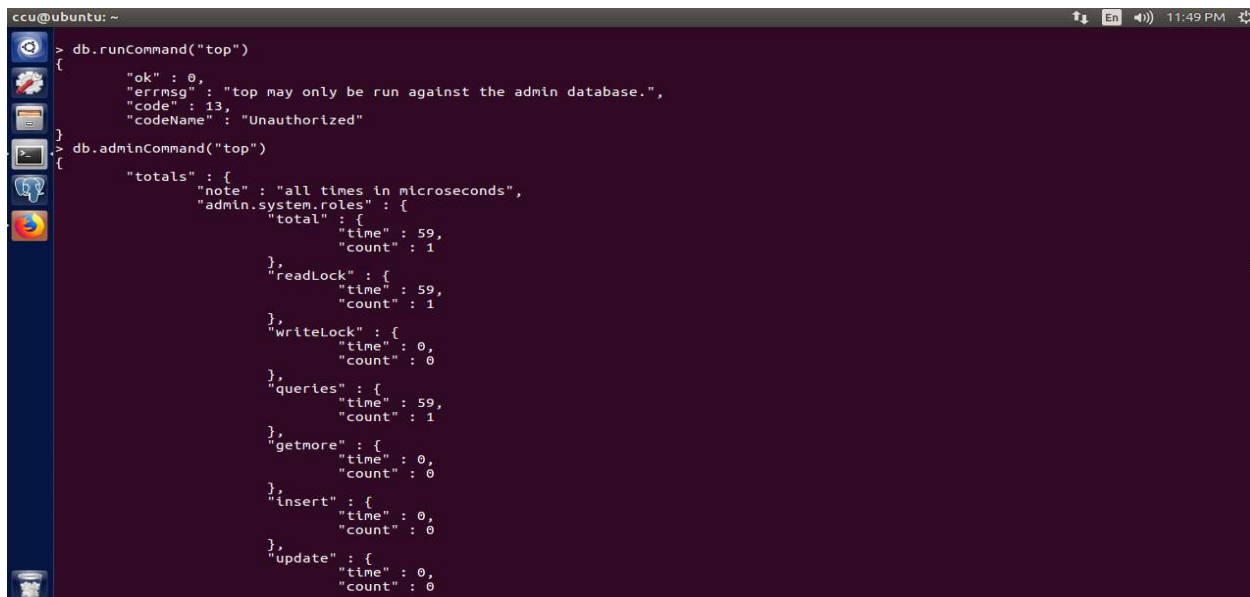 ccu@ubuntu: ~
En 11:49 PM
> db.runCommand("top")
{
"ok" : 0,
"errmsg" : "top may only be run against the admin database.",
"code" : 13,
"codeName" : "Unauthorized"
}
> db.adminCommand("top")
{
"totals" : {
"note" : "all times in microseconds",
"admin.system.roles" : {
"total" : {
"time" : 59,
"count" : 1
},
"readLock" : {
"time" : 59,
"count" : 1
},
"writeLock" : {
"time" : 0,
"count" : 0
},
"queries" : {
"time" : 59,
"count" : 1
},
"getmore" : {
"time" : 0,
"count" : 0
},
"insert" : {
"time" : 0,
"count" : 0
},
"update" : {
"time" : 0,
"count" : 0